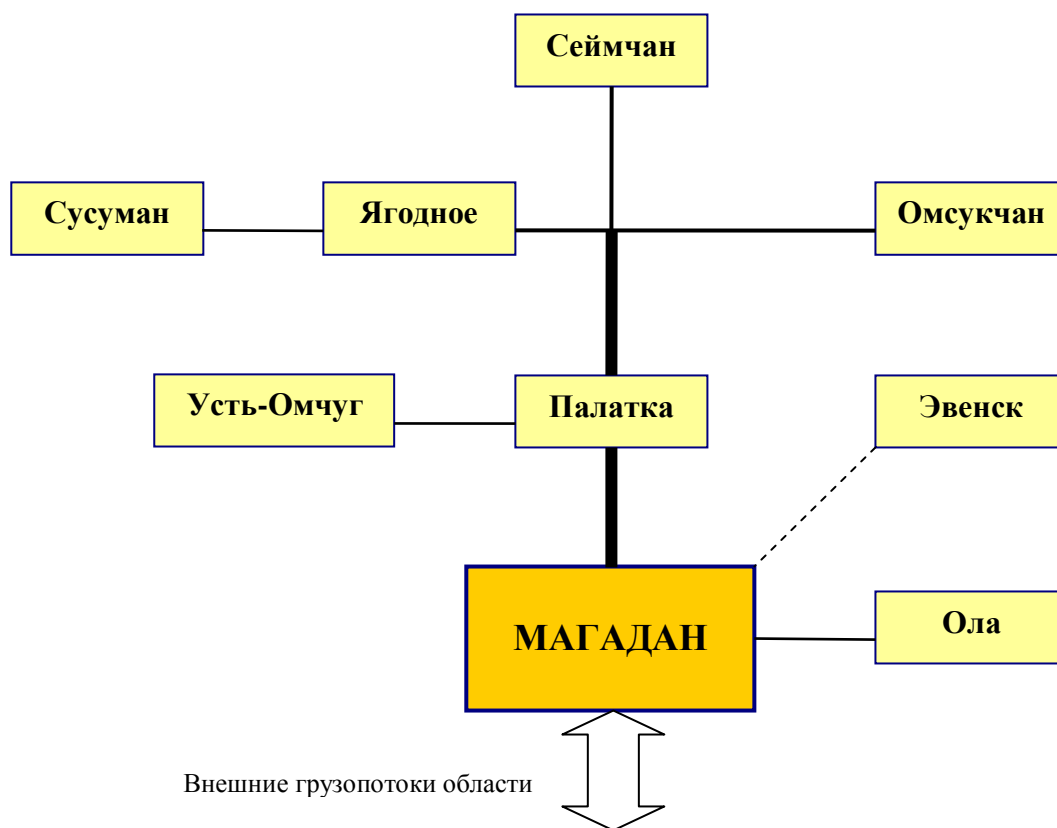 Сеймчан
Сусуман
Ягодное
Омсукчан
Усть-Омчуг
Палатка
Эвенск
МАГАДАН
Ола
Внешние грузопотоки области